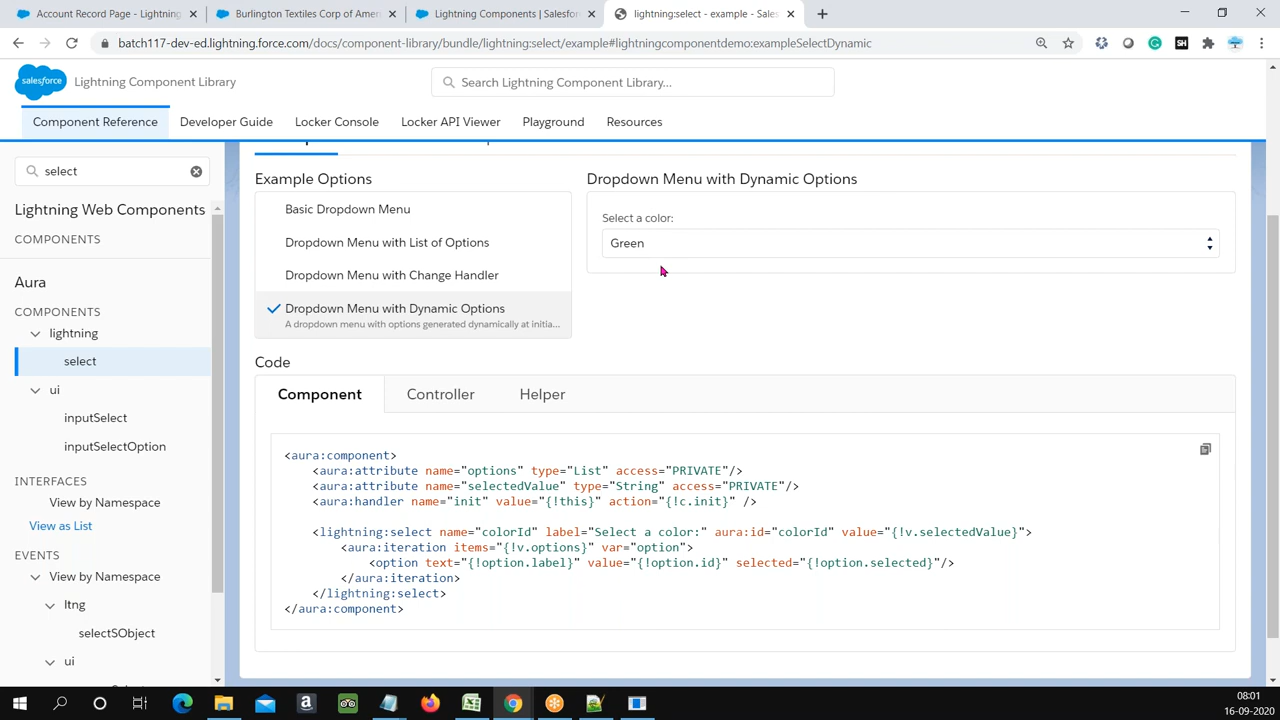 Account Record Page - Lightning
Burlington Textiles Corp of Amer
Lightning Components | Salesfor
lightning:select - example - Sales
batch117-dev-ed.lightning.force.com/docs/component-library/bundle/lightning:select/example#lightningcomponentdemo:exampleSelectDynamic
SH
salesforce
Lightning Component Library
Search Lightning Component Library...
Component Reference
Developer Guide
Locker Console
Locker API Viewer
Playground
Resources
select
Lightning Web Components
COMPONENTS
Aura
COMPONENTS
lightning
select
ui
inputSelect
inputSelectOption
INTERFACES
View by Namespace
View as List
EVENTS
View by Namespace
ltng
selectSObject
ui
Example Options
Basic Dropdown Menu
Dropdown Menu with List of Options
Dropdown Menu with Change Handler
Dropdown Menu with Dynamic Options
A dropdown menu with options generated dynamically at initia...
Dropdown Menu with Dynamic Options
Select a color:
Green
Code
Component
Controller
Helper
<aura:component>
<aura:attribute name="options" type="List" access="PRIVATE"/>
<aura:attribute name="selectedValue" type="String" access="PRIVATE"/>
<aura:handler name="init" value="{!this}" action="{!c.init}" />
<lightning:select name="colorId" label="Select a color:" aura:id="colorId" value="{!v.selectedValue}">
<aura:iteration items="{!v.options}" var="option">
<option text="{!option.label}" value="{!option.id}" selected="{!option.selected}"/>
</aura:iteration>
</lightning:select>
</aura:component>
08:01
16-09-2020